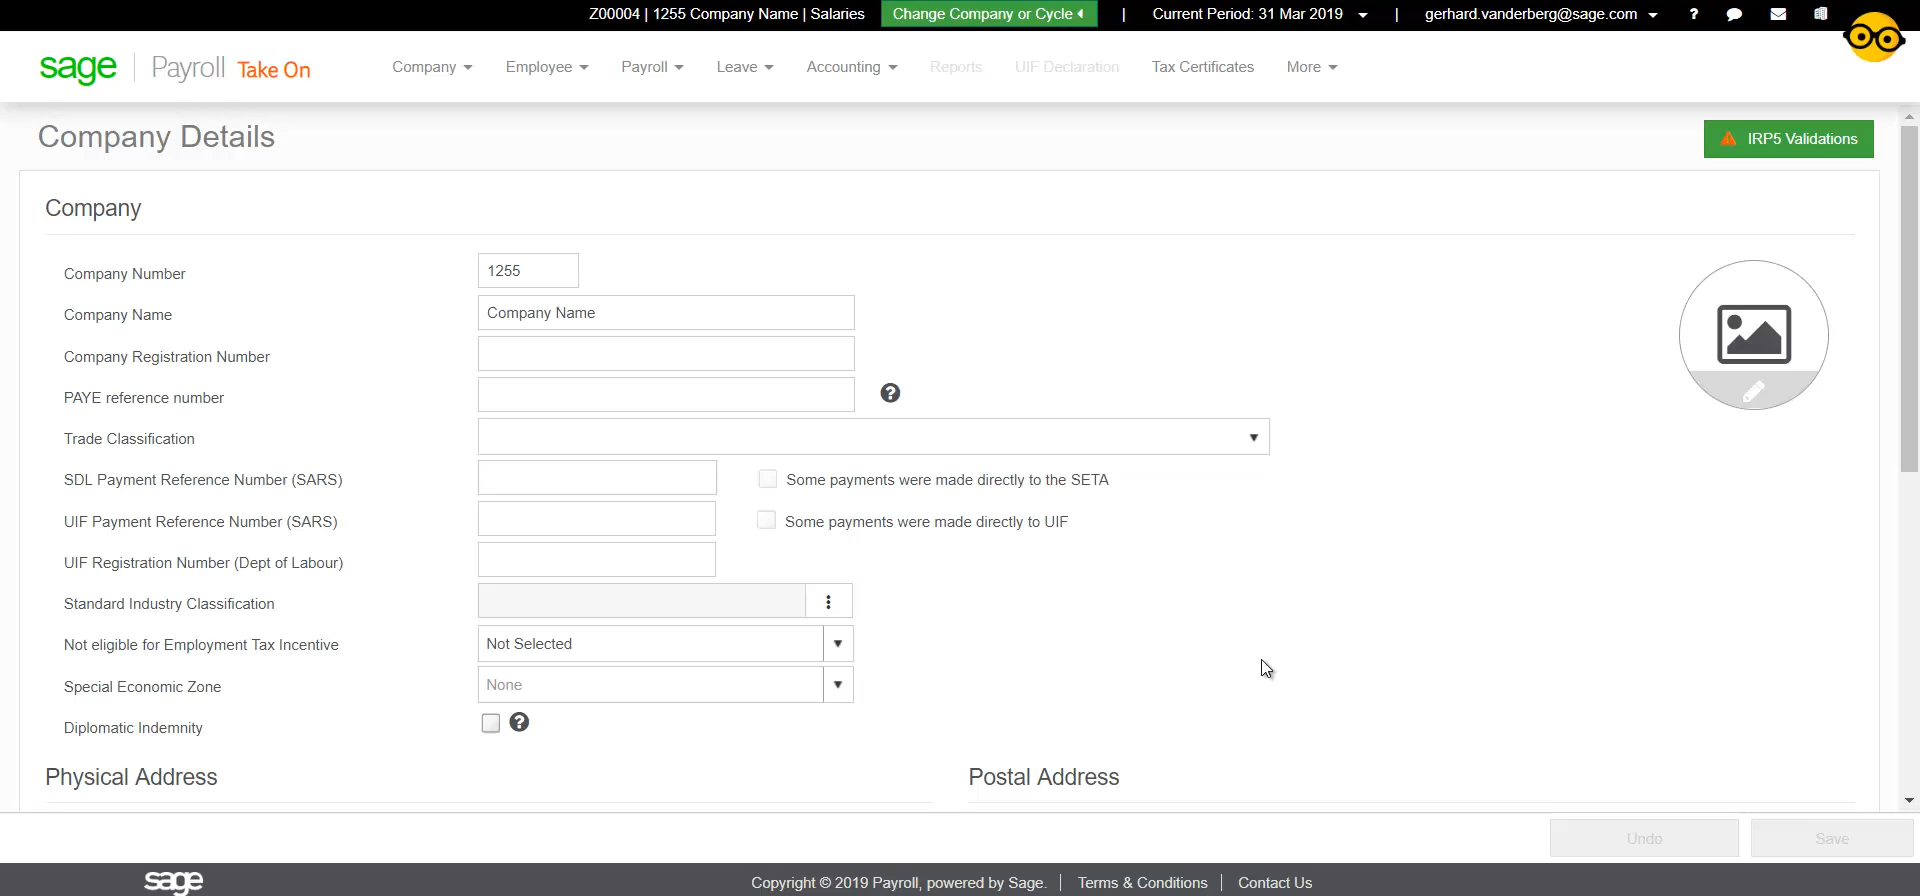 Z00004 | 1255 Company Name | Salaries Change Company or Cycle | Current Period: 31 Mar 2019 | gerhard.vanderberg@sage.com ?
sage Payroll Take On Company Employee Payroll Leave Accounting Reports UIF Declaration Tax Certificates More
Company Details
IRP5 Validations
Company
Company Number 1255
Company Name Company Name
Company Registration Number
PAYE reference number ?
Trade Classification
SDL Payment Reference Number (SARS) Some payments were made directly to the SETA
UIF Payment Reference Number (SARS) Some payments were made directly to UIF
UIF Registration Number (Dept of Labour)
Standard Industry Classification
Not eligible for Employment Tax Incentive Not Selected
Special Economic Zone None
Diplomatic Indemnity ?
Physical Address Postal Address
Undo Save
sage Copyright © 2019 Payroll, powered by Sage. | Terms & Conditions | Contact Us